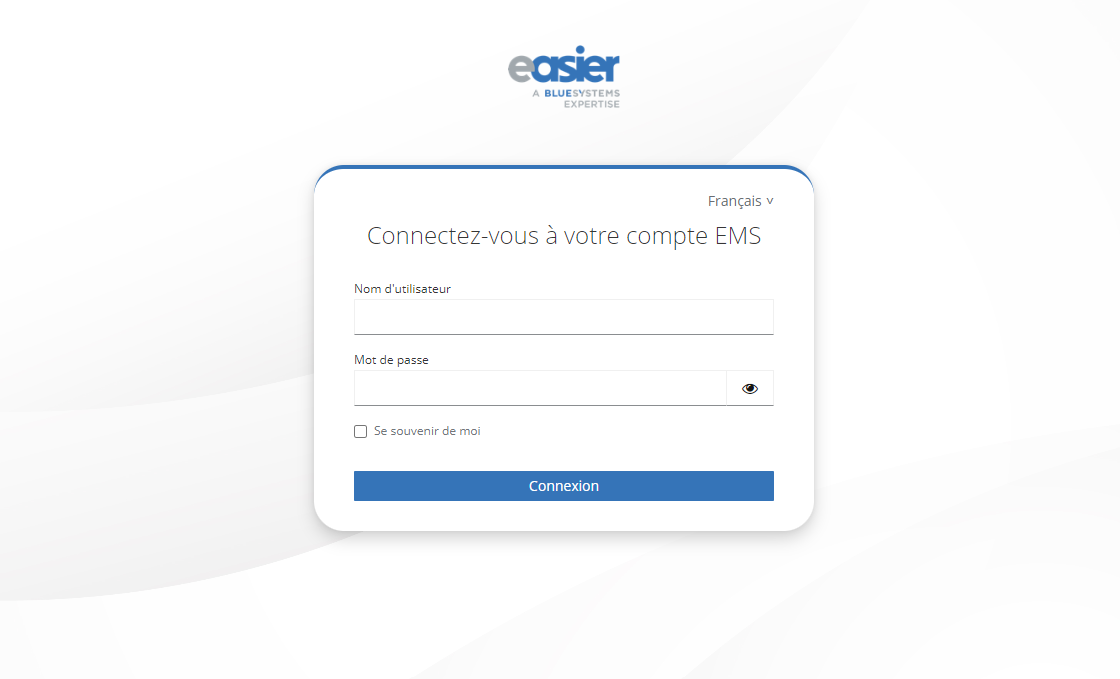 easier
A BLUESYSTEMS
EXPERTISE
Français
Connectez-vous à votre compte EMS
Nom d'utilisateur
Mot de passe
Se souvenir de moi
Connexion